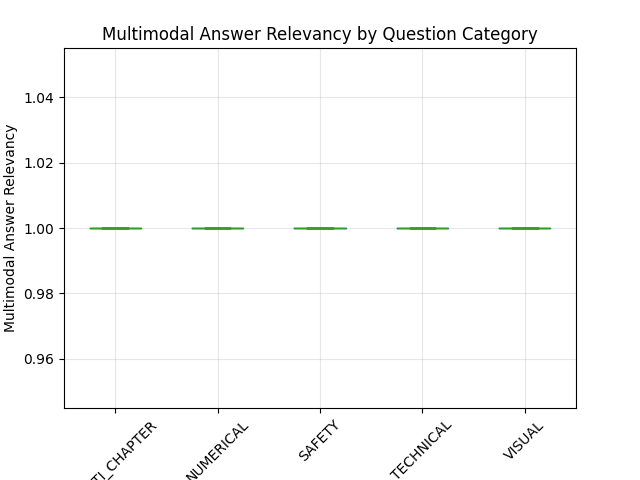 Multimodal Answer Relevancy by Question Category
Multimodal Answer Relevancy
1.04
1.02
1.00
0.98
0.96
TI_CHAPTER
NUMERICAL
SAFETY
TECHNICAL
VISUAL